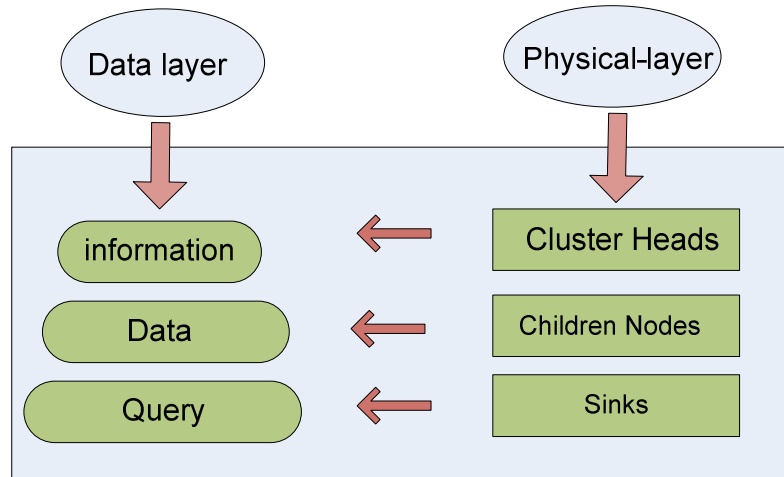 Data layer
Physical-layer
information
Cluster Heads
Data
Children Nodes
Query
Sinks